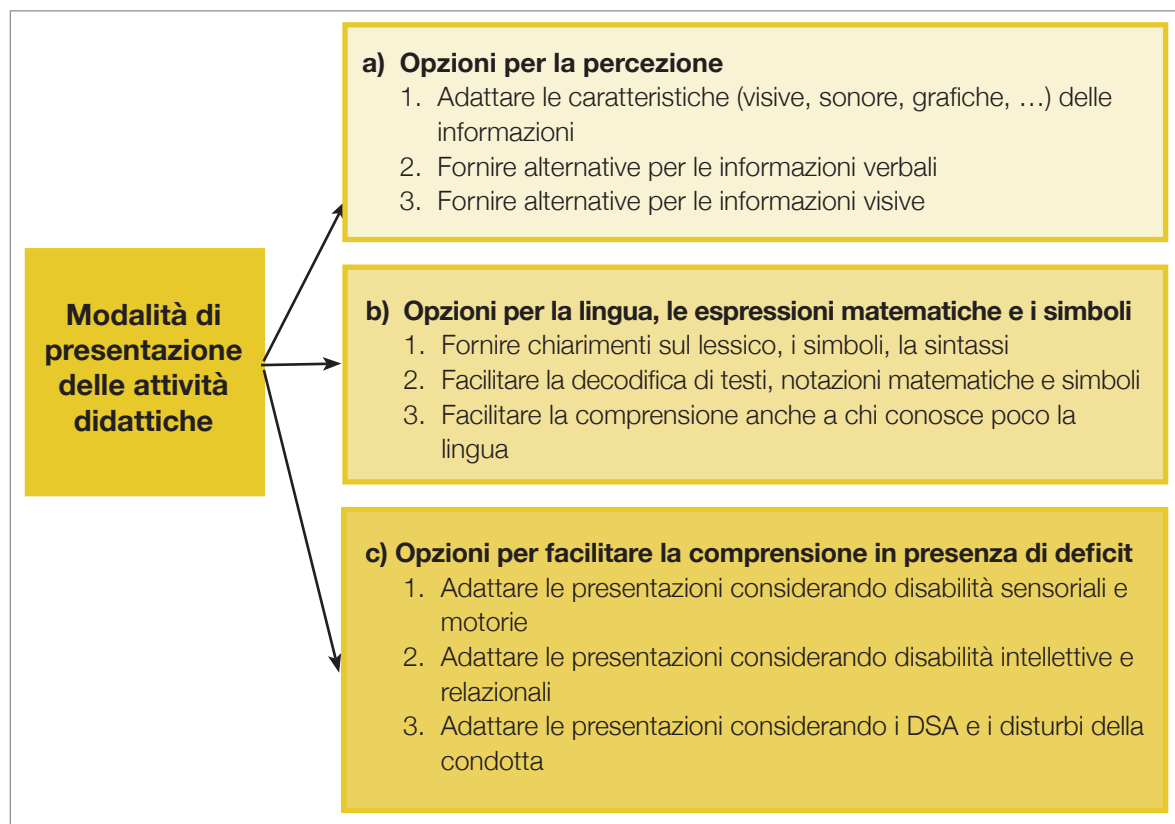 Modalità di
presentazione
delle attività
didattiche
a) Opzioni per la percezione
1. Adattare le caratteristiche (visive, sonore, grafiche, …) delle
informazioni
2. Fornire alternative per le informazioni verbali
3. Fornire alternative per le informazioni visive
b) Opzioni per la lingua, le espressioni matematiche e i simboli
1. Fornire chiarimenti sul lessico, i simboli, la sintassi
2. Facilitare la decodifica di testi, notazioni matematiche e simboli
3. Facilitare la comprensione anche a chi conosce poco la
lingua
c) Opzioni per facilitare la comprensione in presenza di deficit
1. Adattare le presentazioni considerando disabilità sensoriali e
motorie
2. Adattare le presentazioni considerando disabilità intellettive e
relazionali
3. Adattare le presentazioni considerando i DSA e i disturbi della
condotta